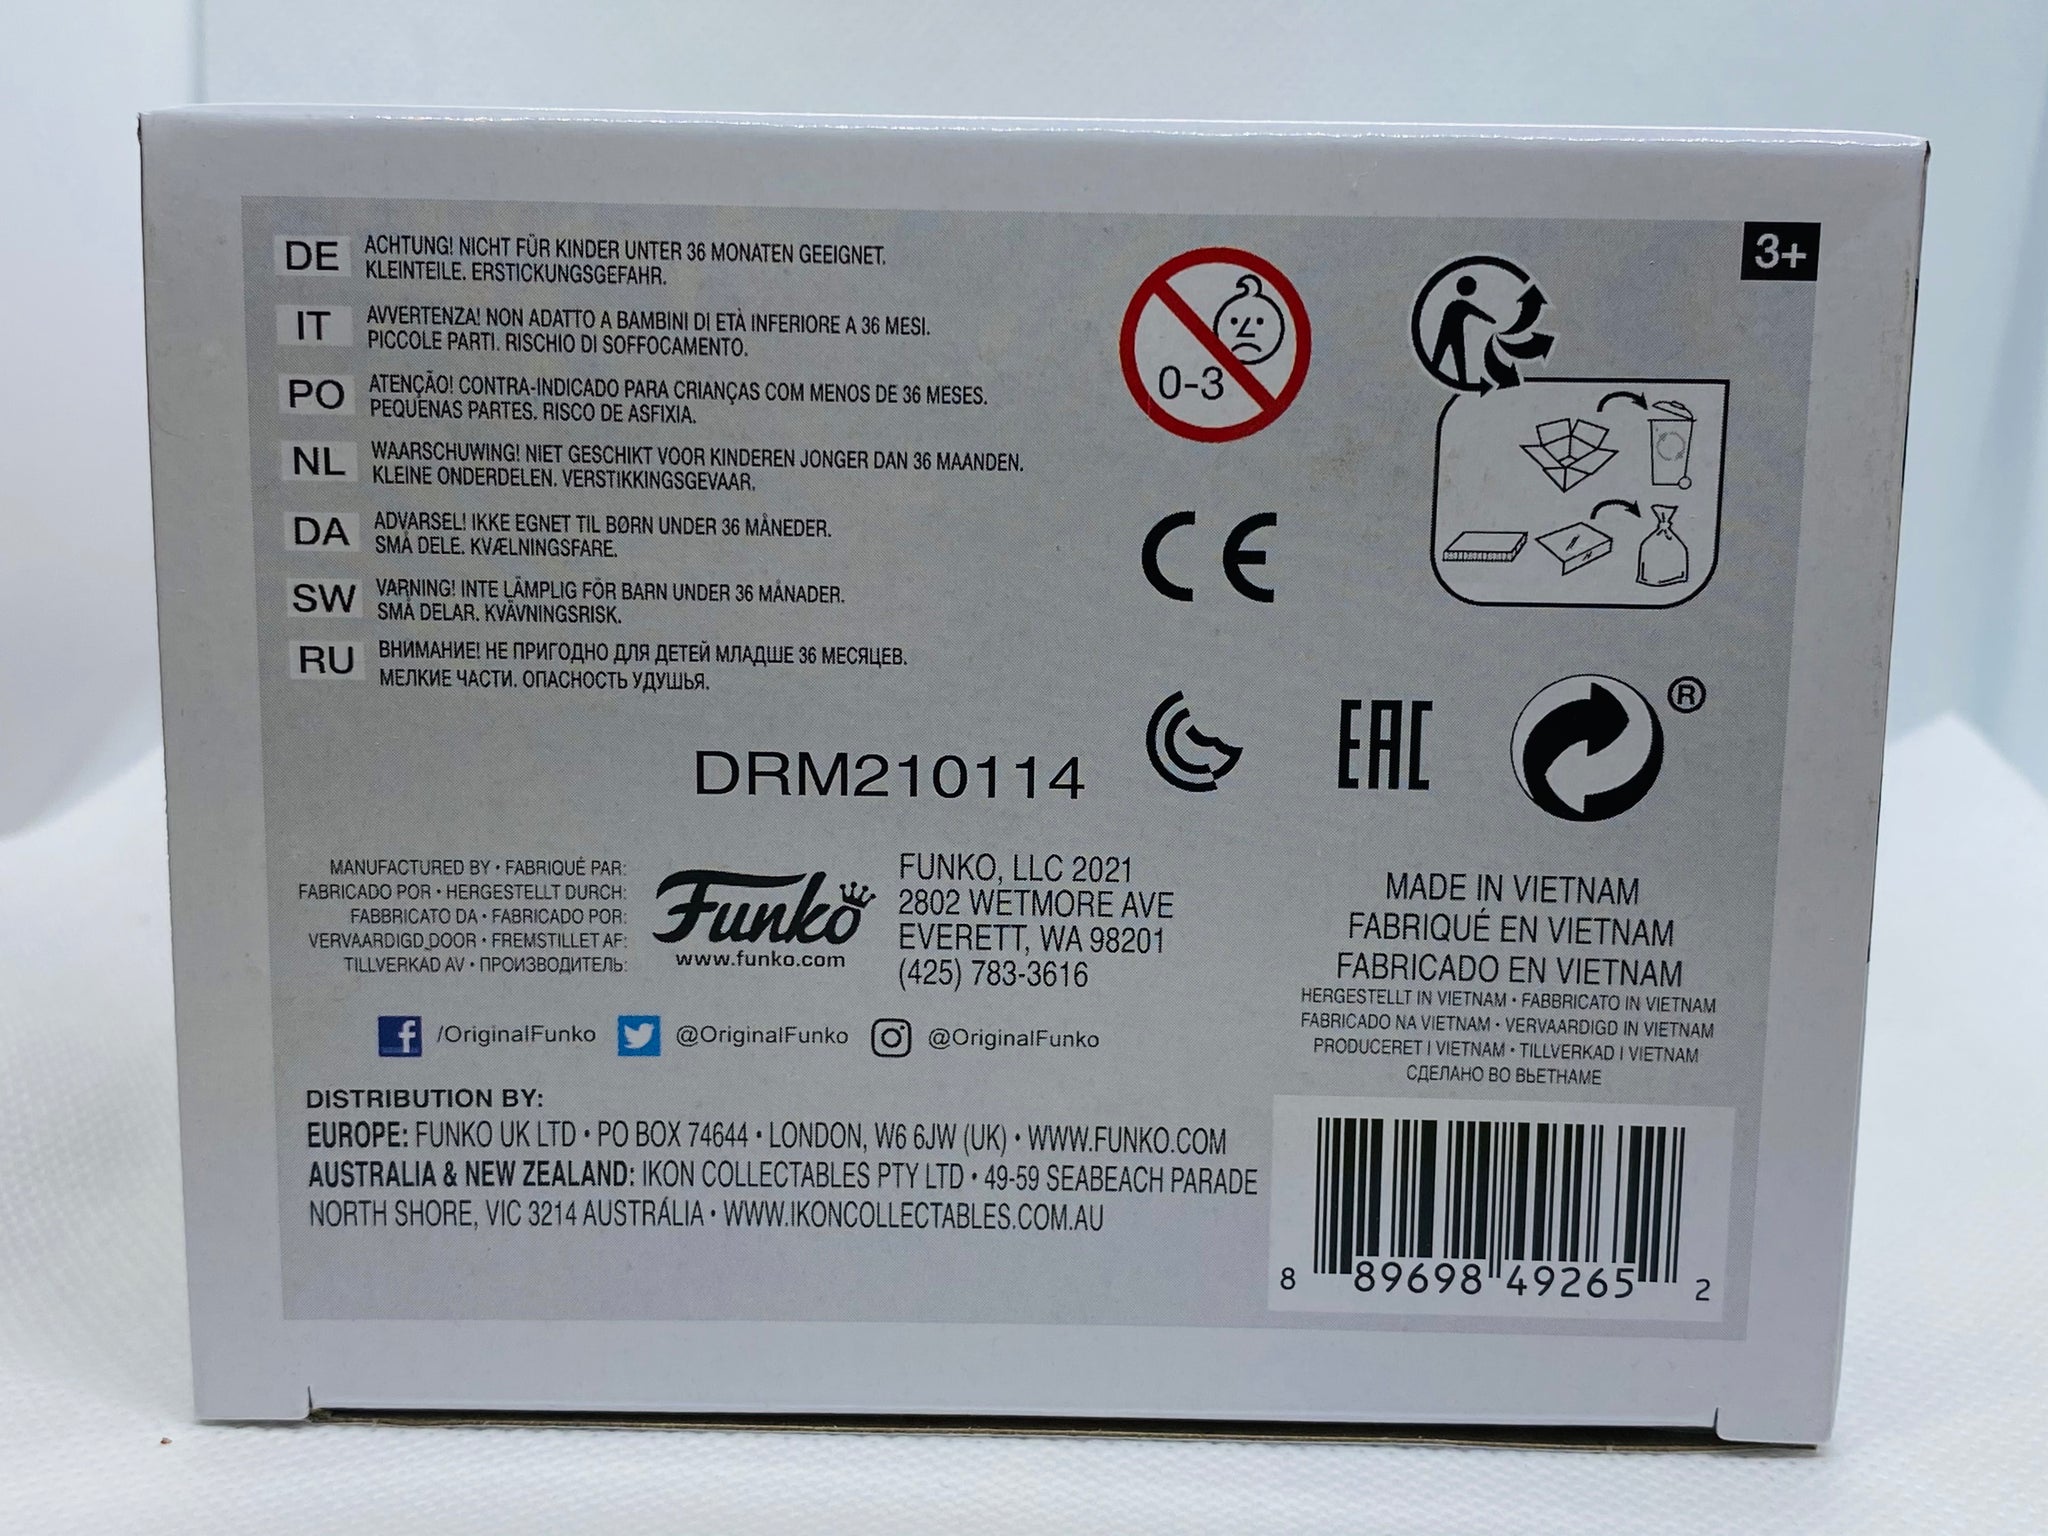 3+
DE ACHTUNG! NICHT FÜR KINDER UNTER 36 MONATEN GEEIGNET.
KLEINTEILE. ERSTICKUNGSGEFAHR.
IT AVVERTENZA! NON ADATTO A BAMBINI DI ETÀ INFERIORE A 36 MESI.
PICCOLE PARTI. RISCHIO DI SOFFOCAMENTO.
PO ATENÇÃO! CONTRA-INDICADO PARA CRIANÇAS COM MENOS DE 36 MESES.
PEQUENAS PARTES. RISCO DE ASFIXIA.
NL WAARSCHUWING! NIET GESCHIKT VOOR KINDEREN JONGER DAN 36 MAANDEN.
KLEINE ONDERDELEN. VERSTIKKINGSGEVAAR.
DA ADVARSEL! IKKE EGNET TIL BØRN UNDER 36 MÅNEDER.
SMÅ DELE. KVÆLNINGSFARE.
SW VARNING! INTE LÄMPLIG FÖR BARN UNDER 36 MÅNADER.
SMÅ DELAR. KVÄVNINGSRISK.
RU ВНИМАНИЕ! НЕ ПРИГОДНО ДЛЯ ДЕТЕЙ МЛАДШЕ 36 МЕСЯЦЕВ.
МЕЛКИЕ ЧАСТИ. ОПАСНОСТЬ УДУШЬЯ.
0-3
CE
EAC
®
DRM210114
MANUFACTURED BY • FABRIQUÉ PAR:
FABRICADO POR • HERGESTELLT DURCH:
FABBRICATO DA • FABRICADO POR:
VERVAARDIGD DOOR • FREMSTILLET AF:
TILLVERKAD AV • ПРОИЗВОДИТЕЛЬ:
Funko
www.funko.com
FUNKO, LLC 2021
2802 WETMORE AVE
EVERETT, WA 98201
(425) 783-3616
MADE IN VIETNAM
FABRIQUÉ EN VIETNAM
FABRICADO EN VIETNAM
HERGESTELLT IN VIETNAM • FABBRICATO IN VIETNAM
FABRICADO NA VIETNAM • VERVAARDIGD IN VIETNAM
PRODUCERET I VIETNAM • TILLVERKAD I VIETNAM
СДЕЛАНО ВО ВЬЕТНАМЕ
f /OriginalFunko @OriginalFunko @OriginalFunko
DISTRIBUTION BY:
EUROPE: FUNKO UK LTD • PO BOX 74644 • LONDON, W6 6JW (UK) • WWW.FUNKO.COM
AUSTRALIA & NEW ZEALAND: IKON COLLECTABLES PTY LTD • 49-59 SEABEACH PARADE
NORTH SHORE, VIC 3214 AUSTRÁLIA • WWW.IKONCOLLECTABLES.COM.AU
8 89698 49265 2